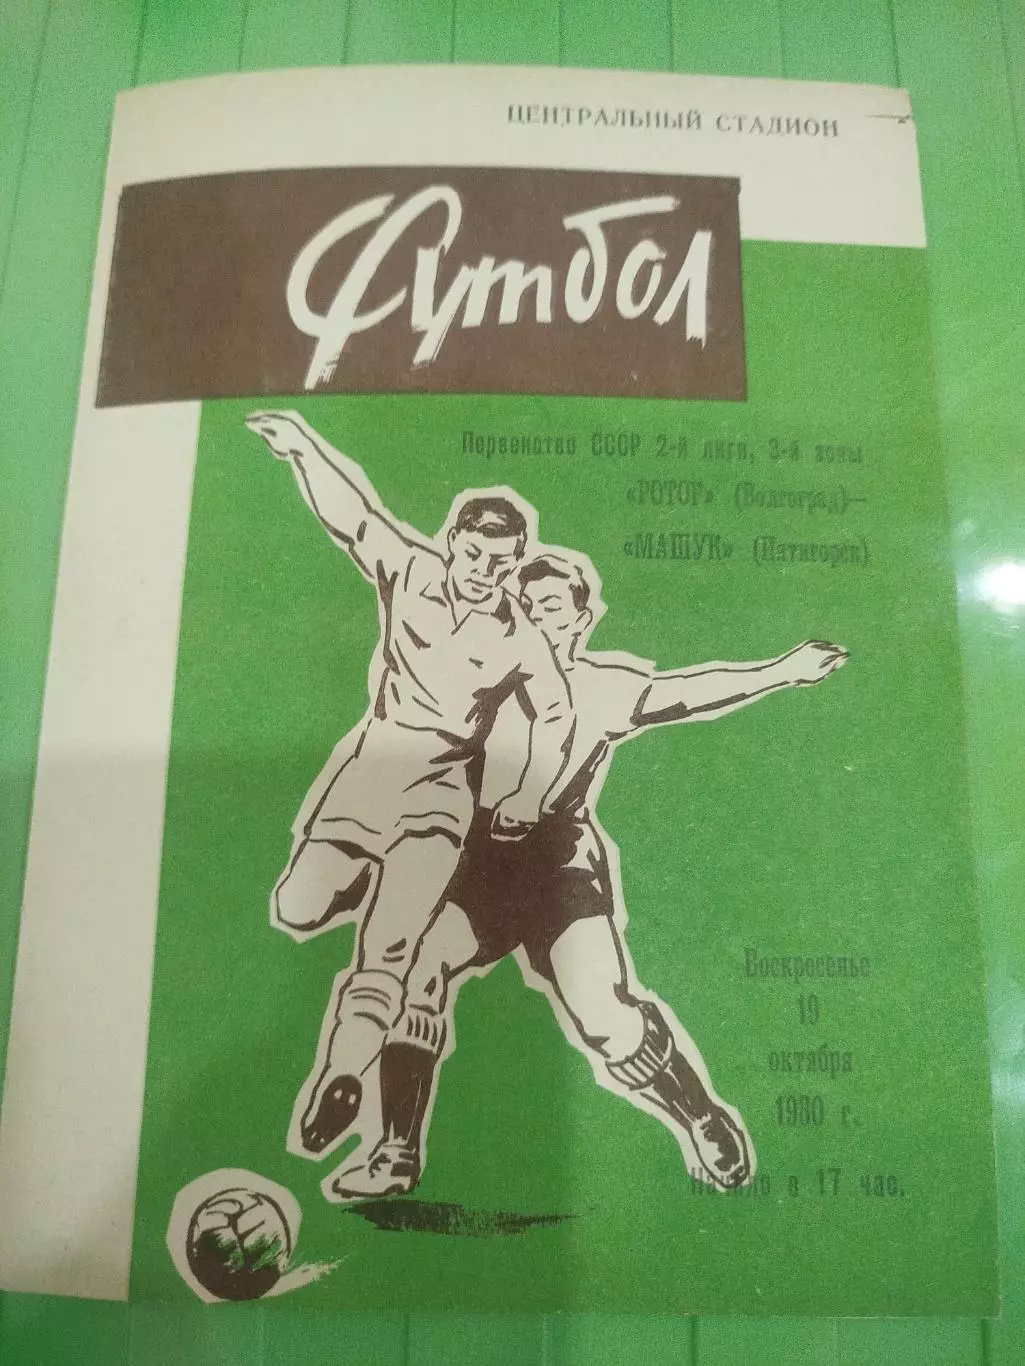 ЦЕНТРАЛЬНЫЙ СТАДИОН
Футбол
Первенство СССР 2-й лиги, 3-й зоны
«РОТОР» (Волгоград)—
«МАШУК» (Пятигорск)
Воскресенье
19
октября
1980 г.
Начало в 17 час.